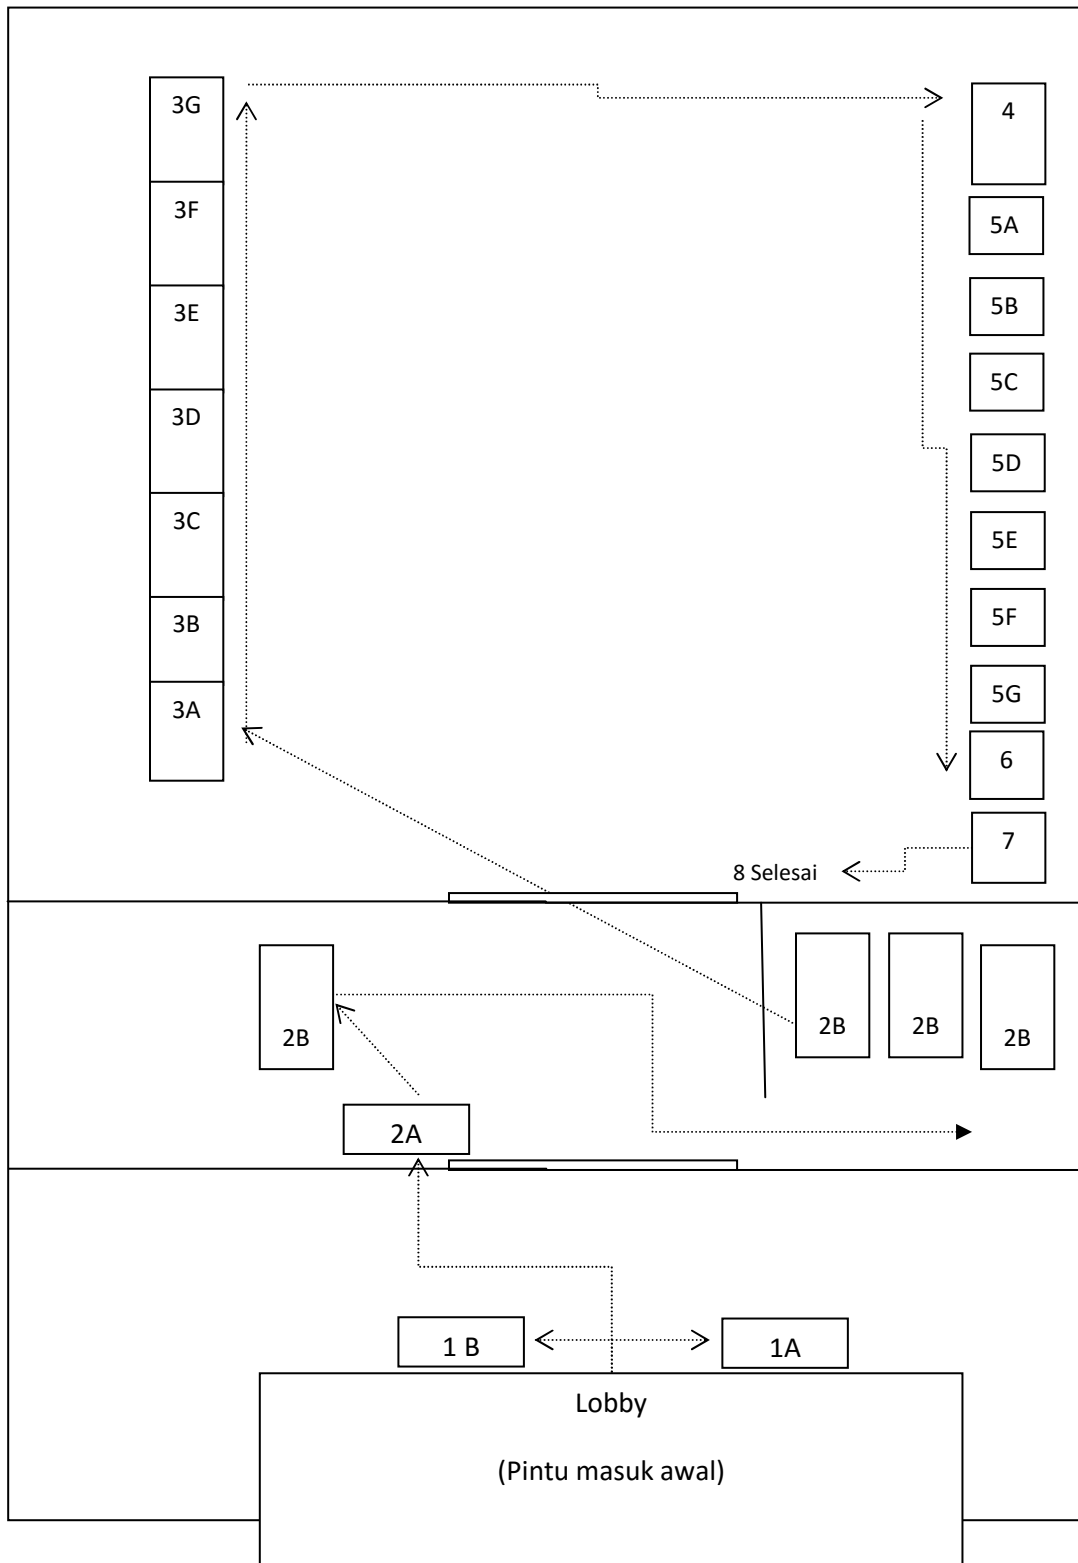 3G
4
3F
5A
3E
5B
5C
3D
5D
3C
5E
3B
5F
3A
5G
6
7
8 Selesai
2B
2B
2B
2B
2A
1 B
1A
Lobby
(Pintu masuk awal)